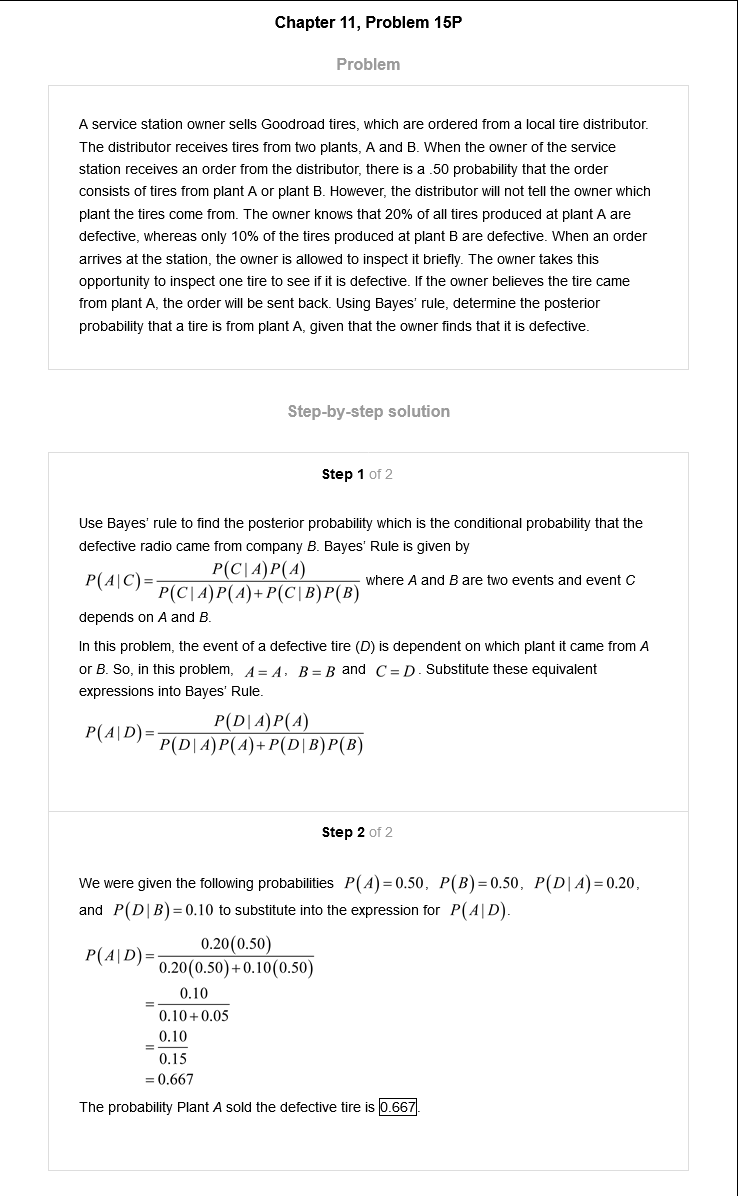 Chapter 11, Problem 15P
Problem
A service station owner sells Goodroad tires, which are ordered from a local tire distributor.
The distributor receives tires from two plants, A and B. When the owner of the service
station receives an order from the distributor, there is a .50 probability that the order
consists of tires from plant A or plant B. However, the distributor will not tell the owner which
plant the tires come from. The owner knows that 20% of all tires produced at plant A are
defective, whereas only 10% of the tires produced at plant B are defective. When an order
arrives at the station, the owner is allowed to inspect it briefly. The owner takes this
opportunity to inspect one tire to see if it is defective. If the owner believes the tire came
from plant A, the order will be sent back. Using Bayes' rule, determine the posterior
probability that a tire is from plant A, given that the owner finds that it is defective.
Step-by-step solution
Step 1 of 2
Use Bayes' rule to find the posterior probability which is the conditional probability that the
defective radio came from company B. Bayes' Rule is given by
P(A|C)= P(C|A)P(A) / P(C|A)P(A)+P(C|B)P(B) where A and B are two events and event C
depends on A and B.
In this problem, the event of a defective tire (D) is dependent on which plant it came from A
or B. So, in this problem, A=A, B=B and C=D. Substitute these equivalent
expressions into Bayes' Rule.
P(A|D)= P(D|A)P(A) / P(D|A)P(A)+P(D|B)P(B)
Step 2 of 2
We were given the following probabilities P(A)=0.50, P(B)=0.50, P(D|A)=0.20,
and P(D|B)=0.10 to substitute into the expression for P(A|D).
P(A|D)= 0.20(0.50) / 0.20(0.50)+0.10(0.50)
= 0.10 / 0.10+0.05
= 0.10 / 0.15
=0.667
The probability Plant A sold the defective tire is 0.667.